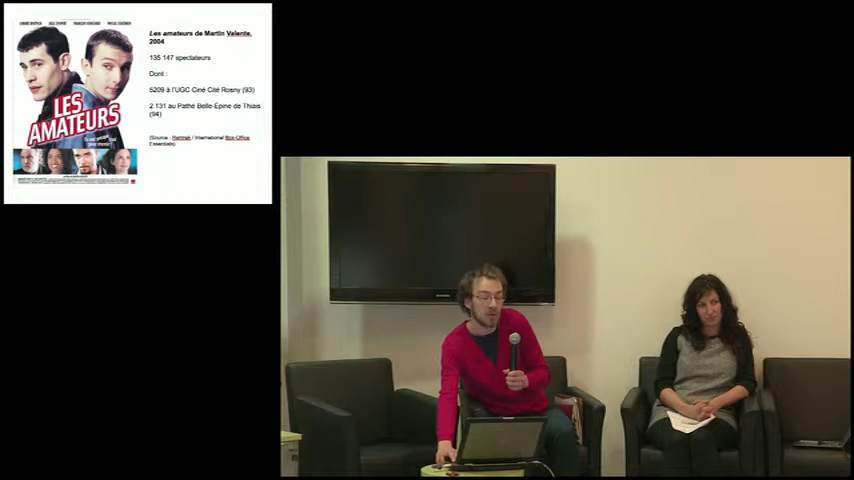 Les amateurs de Martin Valente,
2004
135 147 spectateurs
Dont :
5209 à l'UGC Ciné Cité Rosny (93)
2 131 au Pathé Belle-Épine de Thiais
(94)
(Source : Rentrak / International Box-Office
Essentials)
LES
AMATEURS